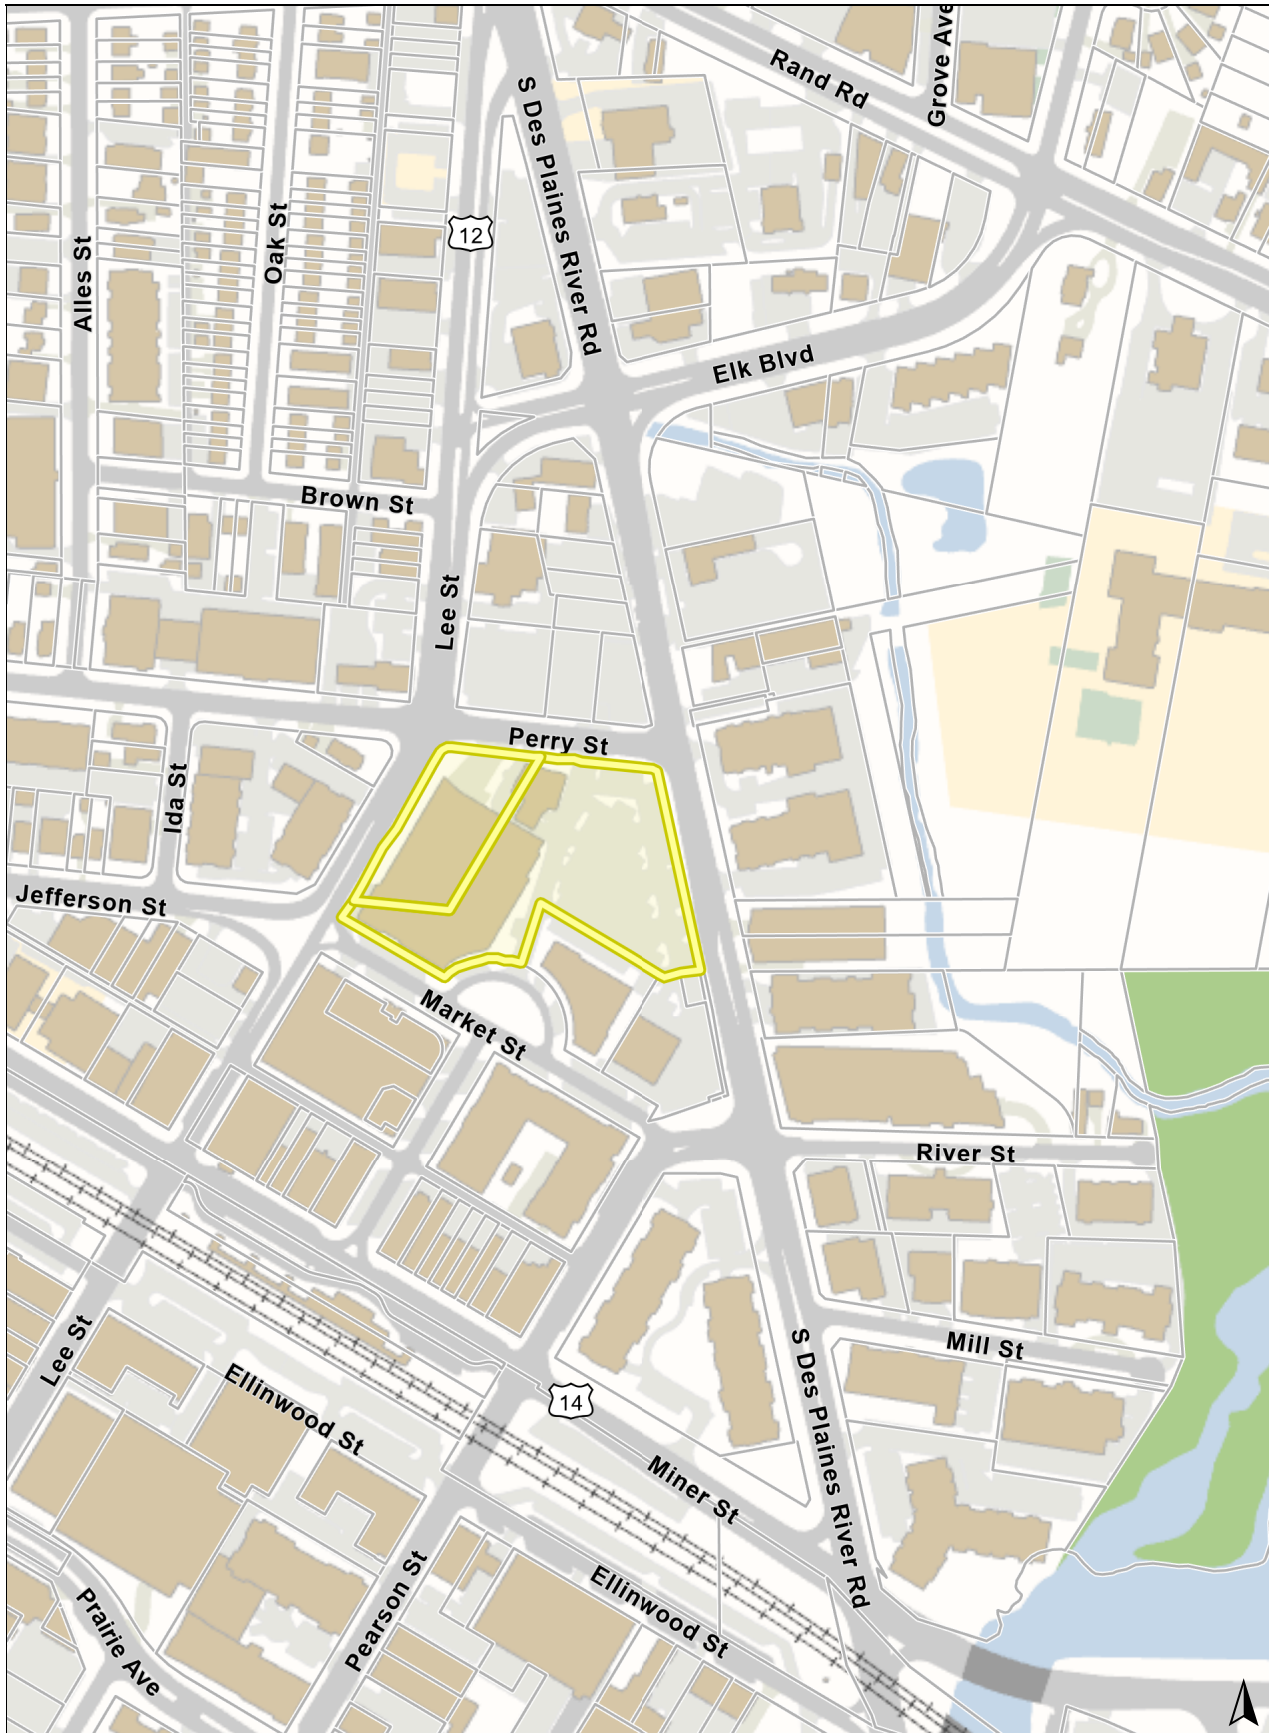 Grove Ave
Rand Rd
S Des Plaines River Rd
12
Oak St
Alles St
Elk Blvd
Brown St
Lee St
Perry St
Ida St
Jefferson St
Market St
River St
Mill St
Lee St
S Des Plaines River Rd
Ellinwood St
14
Miner St
Pearson St
Ellinwood St
Prairie Ave